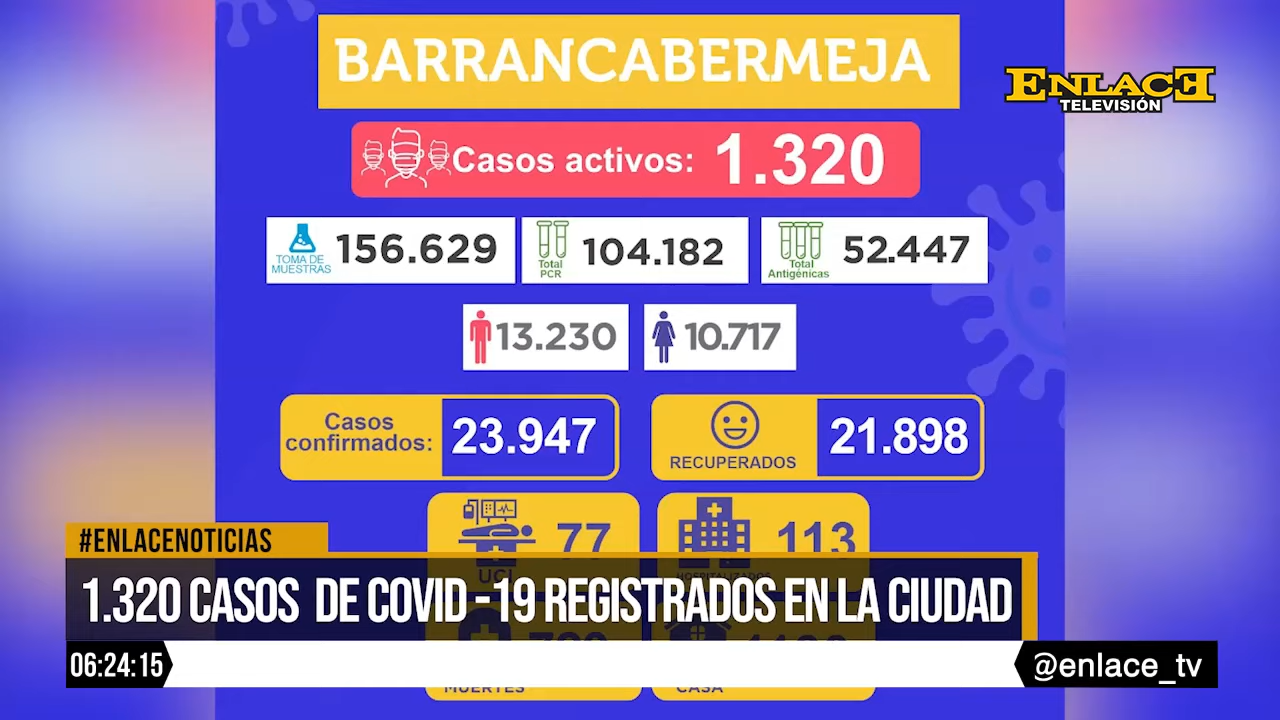 BARRANCABERMEJA
ENLACE
TELEVISIÓN
Casos activos: 1.320
TOMA DE
MUESTRAS
156.629
Total
PCR
104.182
Total
Antigénicas
52.447
13.230
10.717
Casos
confirmados:
23.947
RECUPERADOS
21.898
77
UCI
113
HOSPITALIZADOS
#ENLACENOTICIAS
1.320 CASOS DE COVID -19 REGISTRADOS EN LA CIUDAD
06:24:15
@enlace_tv
MUERTES
CASA